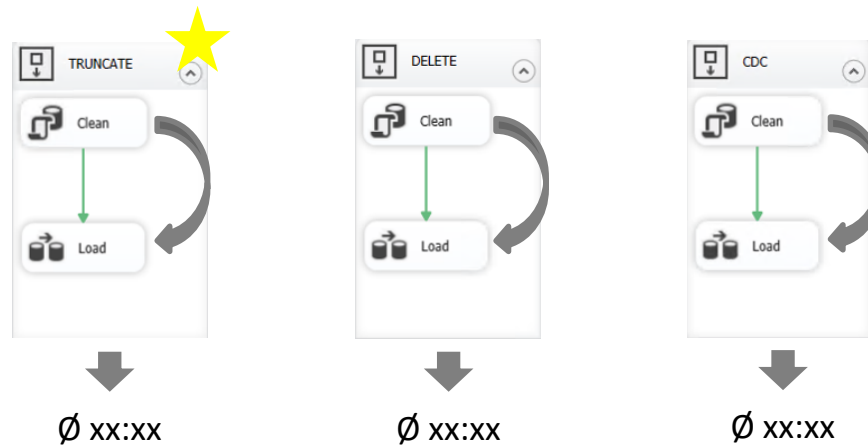 TRUNCATE
Clean
Load
Ø xx:xx
DELETE
Clean
Load
Ø xx:xx
CDC
Clean
Load
Ø xx:xx